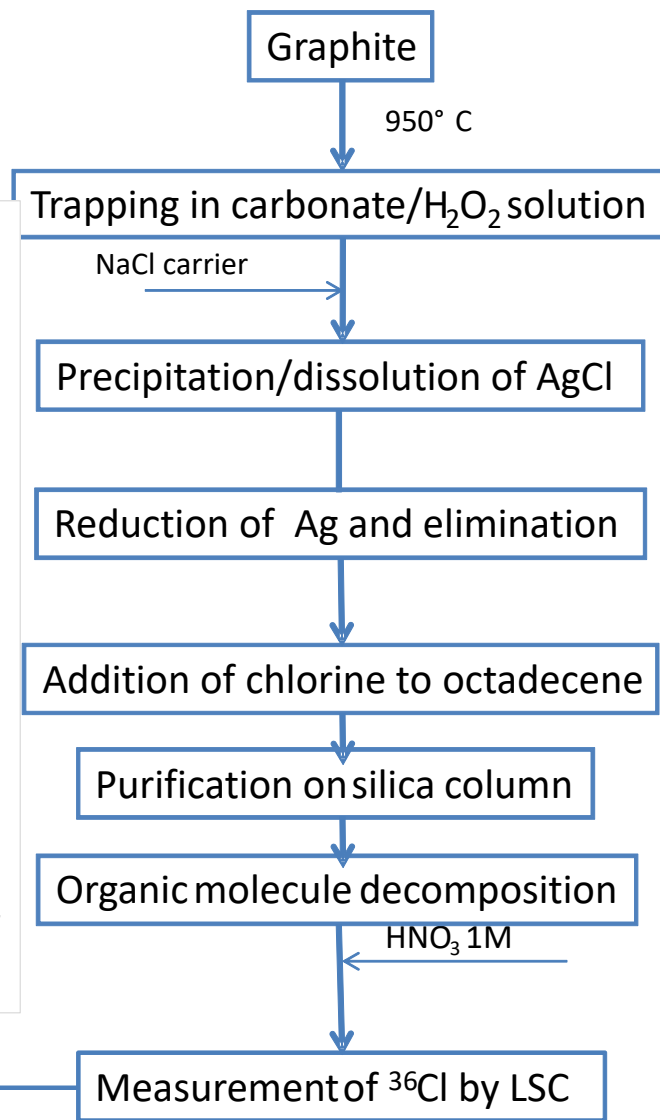 Graphite
950° C
Trapping in carbonate/H₂O₂ solution
NaCl carrier
Precipitation/dissolution of AgCl
Reduction of Ag and elimination
Addition of chlorine to octadecene
Purification on silica column
Organic molecule decomposition
HNO₃ 1M
Measurement of ³⁶Cl by LSC